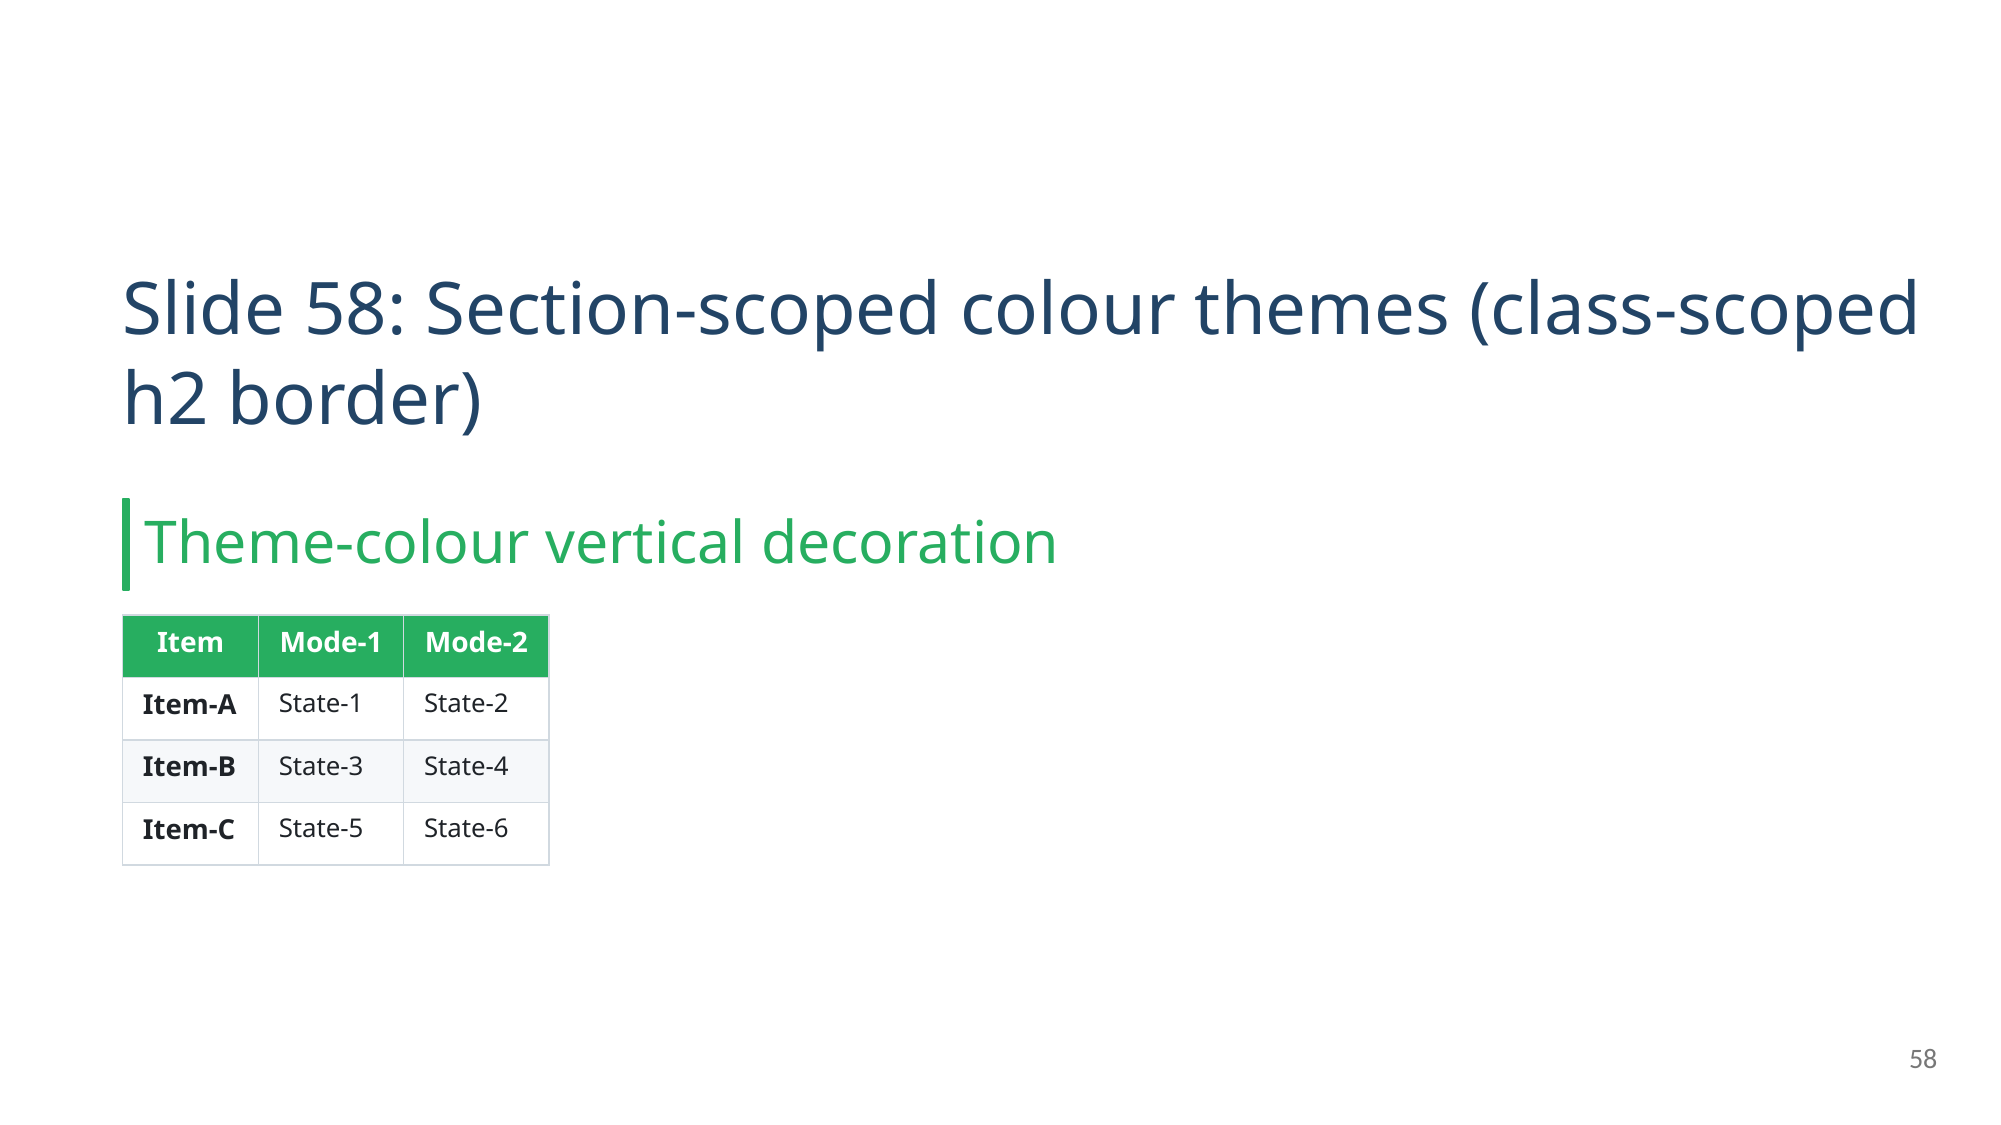 Slide 58: Section-scoped colour themes (class-scoped
h2 border)
Theme-colour vertical decoration
Item Mode-1 Mode-2
Item-A State-1 State-2
Item-B State-3 State-4
Item-C State-5 State-6
58